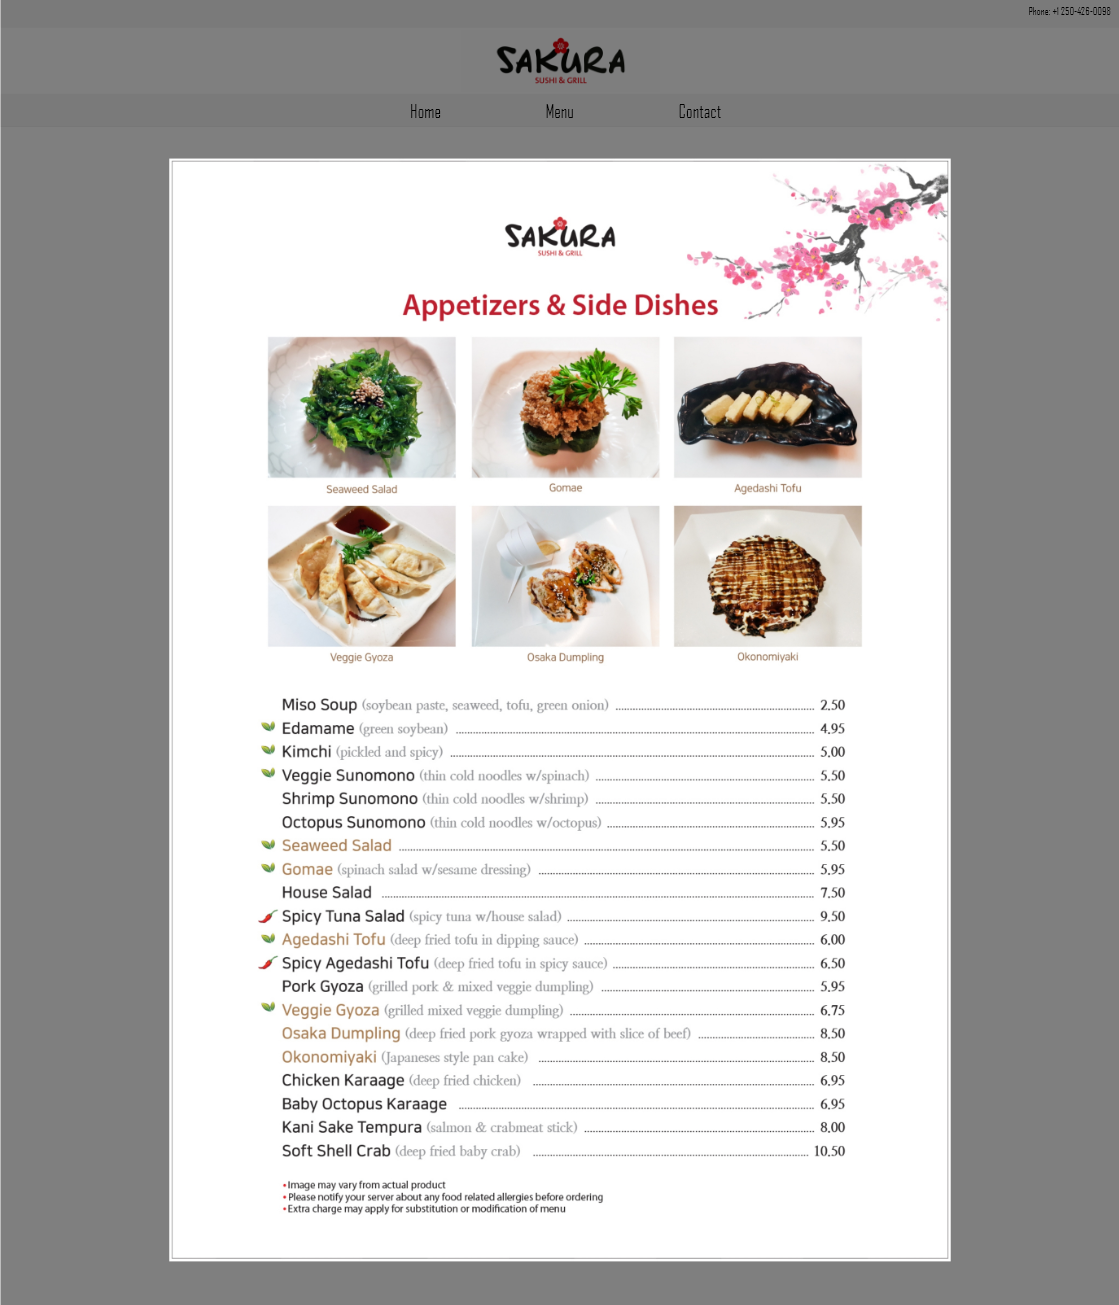 Phone: +1 250-426-0098
SAKURA
SUSHI & GRILL
Home Menu Contact
SAKURA
SUSHI & GRILL
Appetizers & Side Dishes
Seaweed Salad Gomae Agedashi Tofu
Veggie Gyoza Osaka Dumpling Okonomiyaki
Miso Soup (soybean paste, seaweed, tofu, green onion) 2.50
Edamame (green soybean) 4.95
Kimchi (pickled and spicy) 5.00
Veggie Sunomono (thin cold noodles w/spinach) 5.50
Shrimp Sunomono (thin cold noodles w/shrimp) 5.50
Octopus Sunomono (thin cold noodles w/octopus) 5.95
Seaweed Salad 5.50
Gomae (spinach salad w/sesame dressing) 5.95
House Salad 7.50
Spicy Tuna Salad (spicy tuna w/house salad) 9.50
Agedashi Tofu (deep fried tofu in dipping sauce) 6.00
Spicy Agedashi Tofu (deep fried tofu in spicy sauce) 6.50
Pork Gyoza (grilled pork & mixed veggie dumpling) 5.95
Veggie Gyoza (grilled mixed veggie dumpling) 6.75
Osaka Dumpling (deep fried pork gyoza wrapped with slice of beef) 8.50
Okonomiyaki (Japaneses style pan cake) 8.50
Chicken Karaage (deep fried chicken) 6.95
Baby Octopus Karaage 6.95
Kani Sake Tempura (salmon & crabmeat stick) 8.00
Soft Shell Crab (deep fried baby crab) 10.50
• Image may vary from actual product
• Please notify your server about any food related allergies before ordering
• Extra charge may apply for substitution or modification of menu